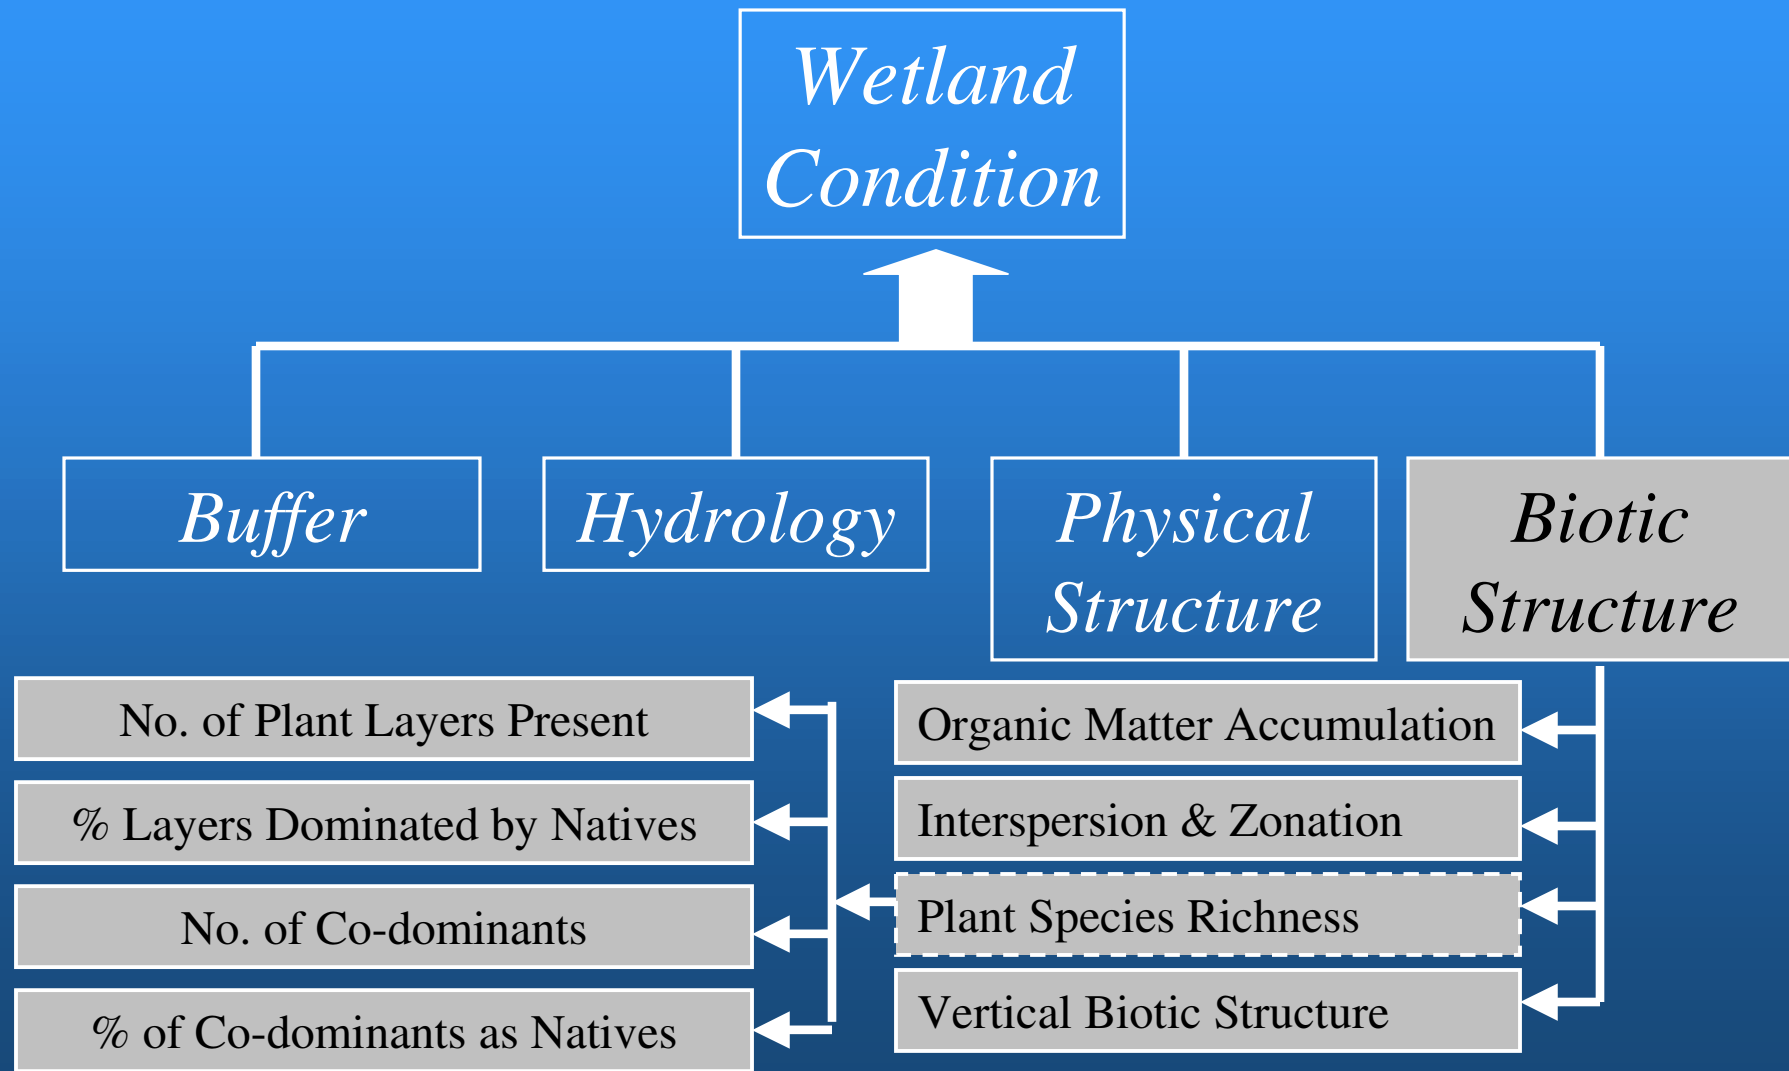 Wetland
Condition
Buffer
Hydrology
Physical
Structure
Biotic
Structure
No. of Plant Layers Present
% Layers Dominated by Natives
No. of Co-dominants
% of Co-dominants as Natives
Organic Matter Accumulation
Interspersion & Zonation
Plant Species Richness
Vertical Biotic Structure